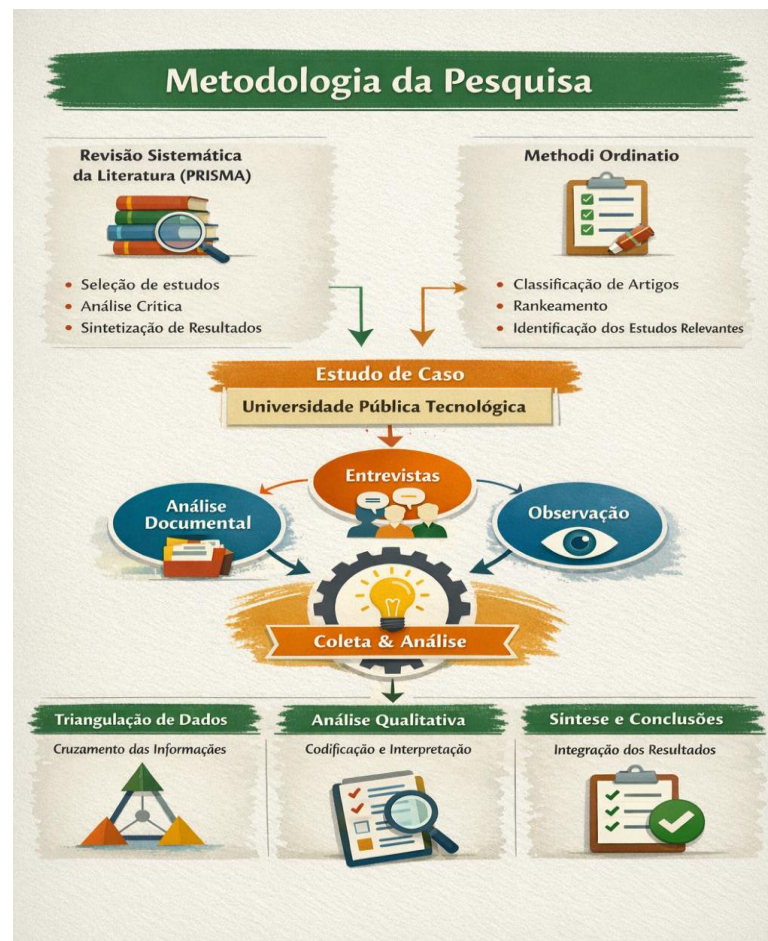 Metodologia da Pesquisa
Revisão Sistemática
da Literatura (PRISMA)
• Seleção de estudos
• Análise Crítica
• Sintetização de Resultados
Methodi Ordinatio
• Classificação de Artigos
• Rankeamento
• Identificação dos Estudos Relevantes
Estudo de Caso
Universidade Pública Tecnológica
Entrevistas
Análise
Documental
Observação
Coleta & Análise
Triangulação de Dados
Cruzamento das Informações
Análise Qualitativa
Codificação e Interpretação
Síntese e Conclusões
Integração dos Resultados